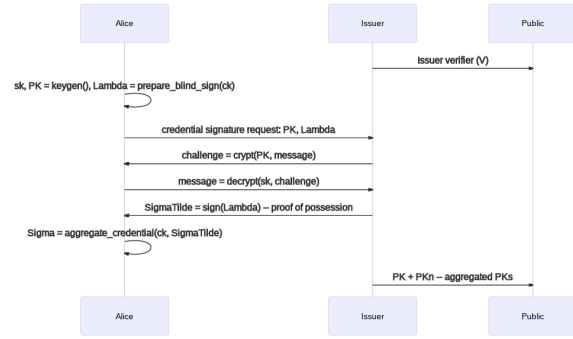 Alice Issuer Public
Issuer verifier (V)
sk, PK = keygen(), Lambda = prepare_blind_sign(ck)
credential signature request: PK, Lambda
challenge = crypt(PK, message)
message = decrypt(sk, challenge)
SigmaTilde = sign(Lambda) -- proof of possession
Sigma = aggregate_credential(ck, SigmaTilde)
PK + PKn -- aggregated PKs
Alice Issuer Public